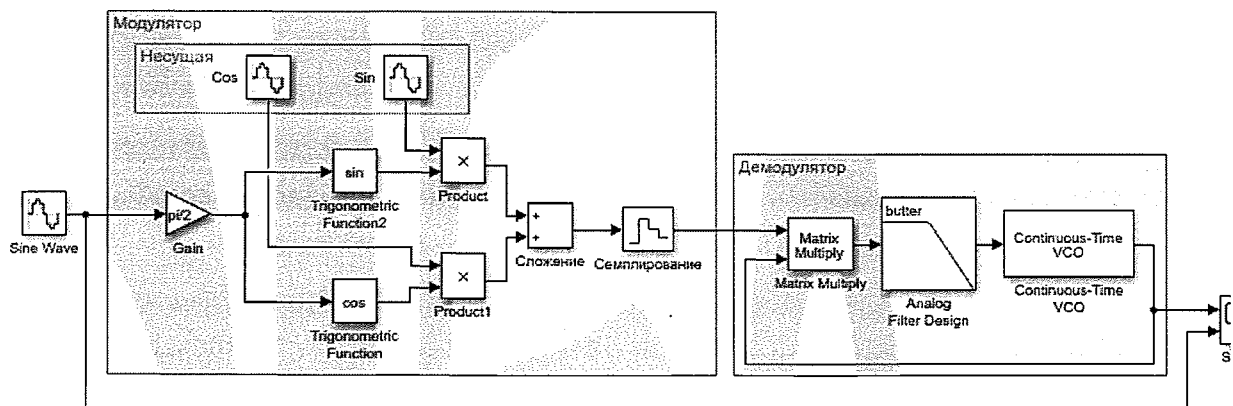 Модулятор
Несущая
Cos
Sin
sin
×
Product
Trigonometric
Function2
Sine Wave
pi/2
Gain
+
+
Сложение
Семплирование
cos
×
Product1
Trigonometric
Function
Демодулятор
Matrix
Multiply
Matrix Multiply
butter
Analog
Filter Design
Continuous-Time
VCO
Continuous-Time
VCO
S